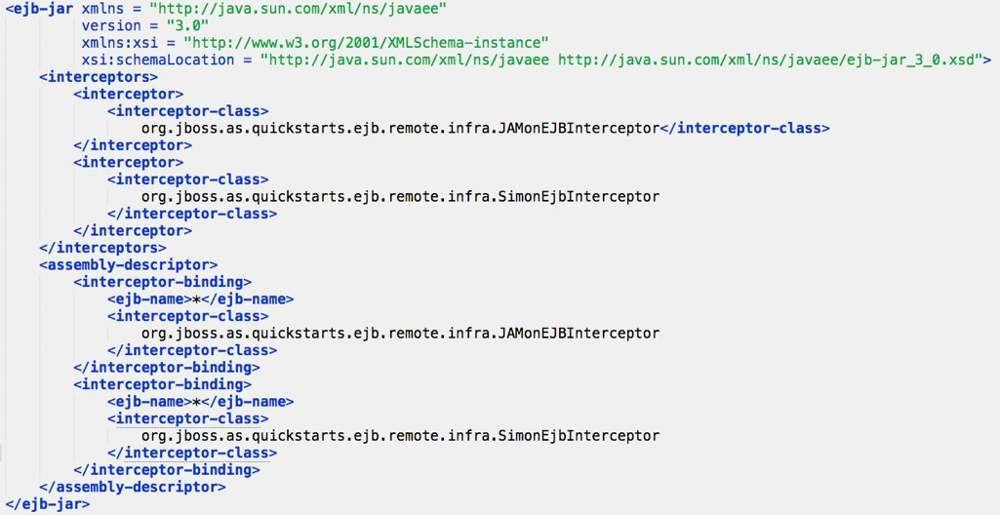 <ejb-jar xmlns = "http://java.sun.com/xml/ns/javaee"
         version = "3.0"
         xmlns:xsi = "http://www.w3.org/2001/XMLSchema-instance"
         xsi:schemaLocation = "http://java.sun.com/xml/ns/javaee http://java.sun.com/xml/ns/javaee/ejb-jar_3_0.xsd">
    <interceptors>
        <interceptor>
            <interceptor-class>
                org.jboss.as.quickstarts.ejb.remote.infra.JAMonEJBInterceptor</interceptor-class>
        </interceptor>
        <interceptor>
            <interceptor-class>
                org.jboss.as.quickstarts.ejb.remote.infra.SimonEjbInterceptor
            </interceptor-class>
        </interceptor>
    </interceptors>
    <assembly-descriptor>
        <interceptor-binding>
            <ejb-name>*</ejb-name>
            <interceptor-class>
                org.jboss.as.quickstarts.ejb.remote.infra.JAMonEJBInterceptor
            </interceptor-class>
        </interceptor-binding>
        <interceptor-binding>
            <ejb-name>*</ejb-name>
            <interceptor-class>
                org.jboss.as.quickstarts.ejb.remote.infra.SimonEjbInterceptor
            </interceptor-class>
        </interceptor-binding>
    </assembly-descriptor>
</ejb-jar>